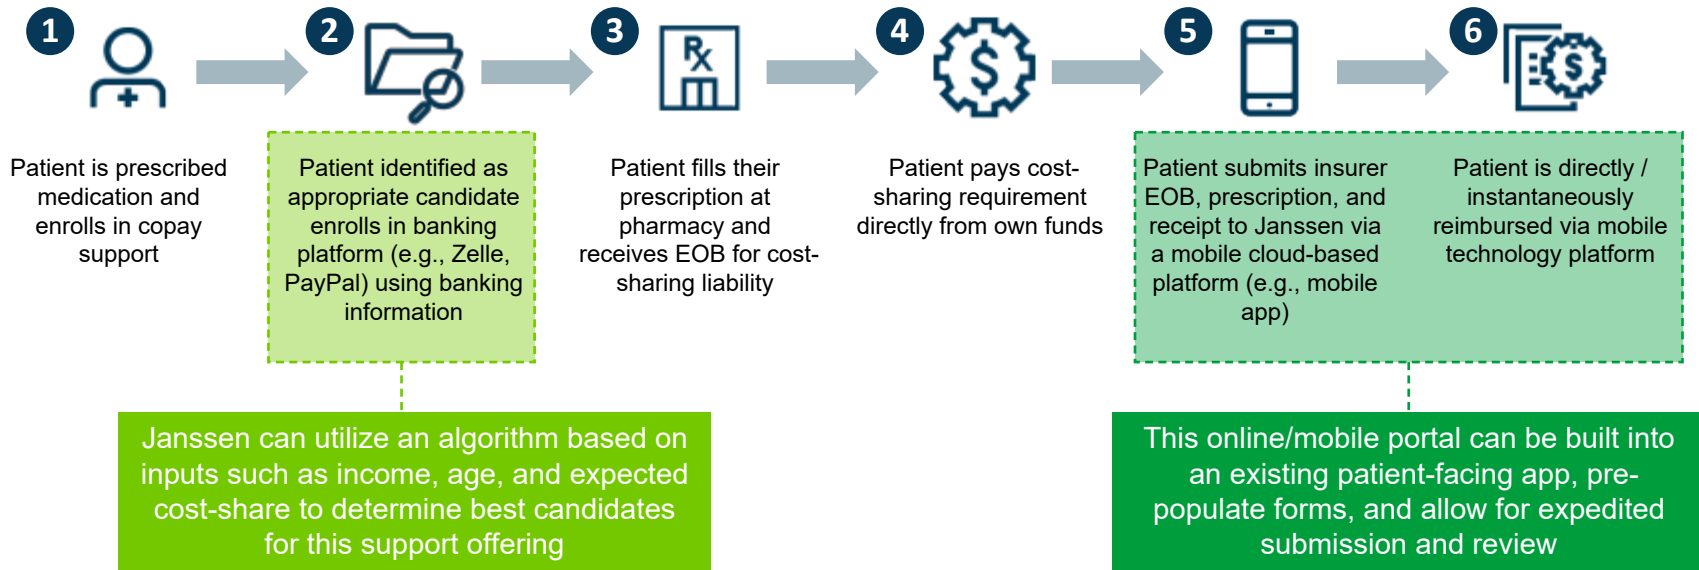 1
2
3
4
5
6
Rx
$
$
Patient is prescribed
medication and
enrolls in copay
support
Patient identified as
appropriate candidate
enrolls in banking
platform (e.g., Zelle,
PayPal) using banking
information
Patient fills their
prescription at
pharmacy and
receives EOB for cost-
sharing liability
Patient pays cost-
sharing requirement
directly from own funds
Patient submits insurer
EOB, prescription, and
receipt to Janssen via
a mobile cloud-based
platform (e.g., mobile
app)
Patient is directly /
instantaneously
reimbursed via mobile
technology platform
Janssen can utilize an algorithm based on
inputs such as income, age, and expected
cost-share to determine best candidates
for this support offering
This online/mobile portal can be built into
an existing patient-facing app, pre-
populate forms, and allow for expedited
submission and review